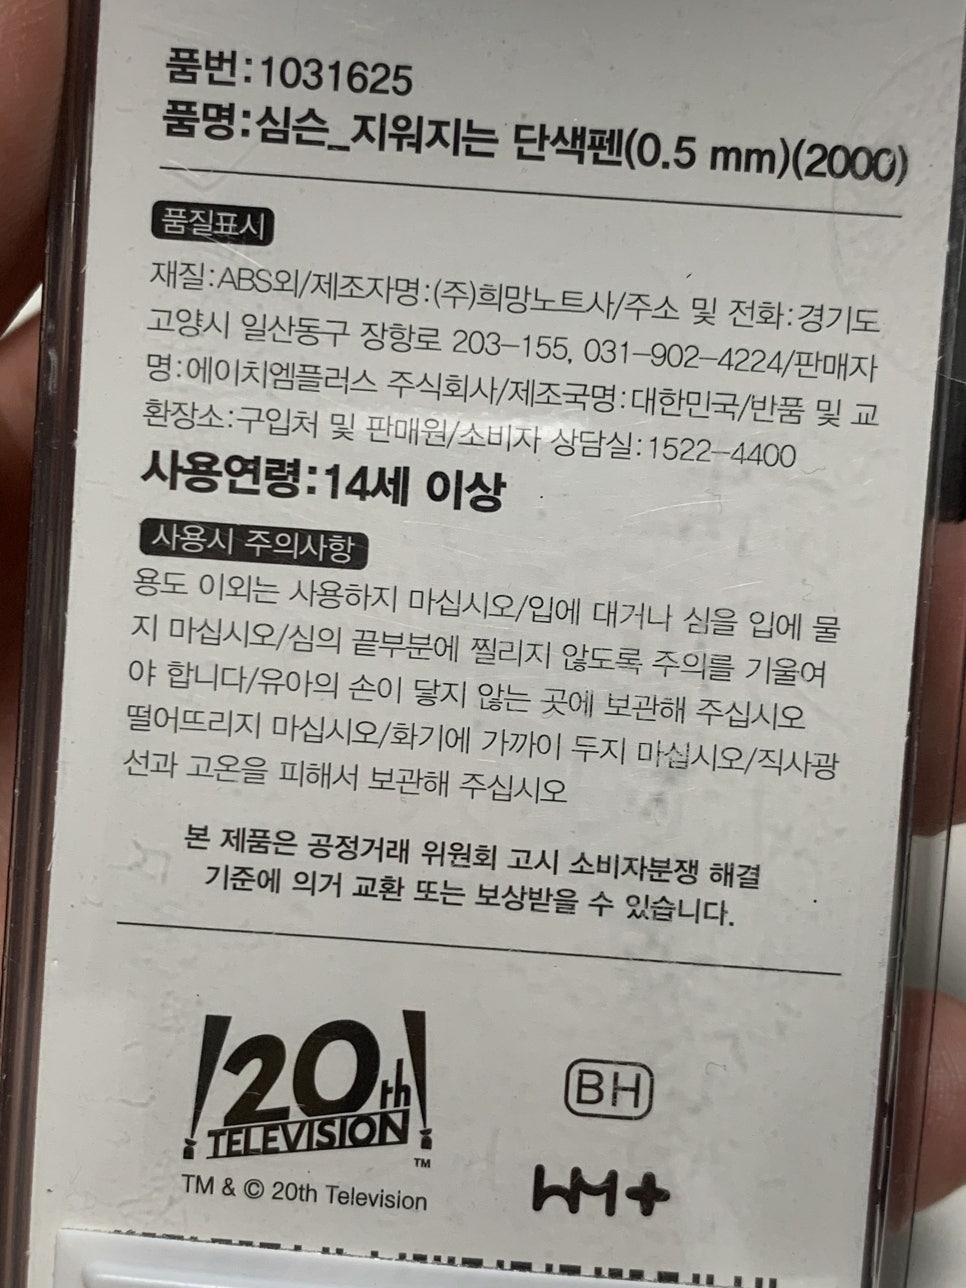 품번:1031625
품명:심슨_지워지는 단색펜(0.5 mm)(2000)
품질표시
재질:ABS외/제조자명:(주)희망노트사/주소 및 전화:경기도
고양시 일산동구 장항로 203-155, 031-902-4224/판매자
명:에이치엠플러스 주식회사/제조국명:대한민국/반품 및 교
환장소:구입처 및 판매원/소비자 상담실:1522-4400
사용연령:14세 이상
사용시 주의사항
용도 이외는 사용하지 마십시오/입에 대거나 심을 입에 물
지 마십시오/심의 끝부분에 찔리지 않도록 주의를 기울여
야 합니다/유아의 손이 닿지 않는 곳에 보관해 주십시오
떨어뜨리지 마십시오/화기에 가까이 두지 마십시오/직사광
선과 고온을 피해서 보관해 주십시오
본 제품은 공정거래 위원회 고시 소비자분쟁 해결
기준에 의거 교환 또는 보상받을 수 있습니다.
20th
TELEVISION
TM
TM & © 20th Television
BH
HM+